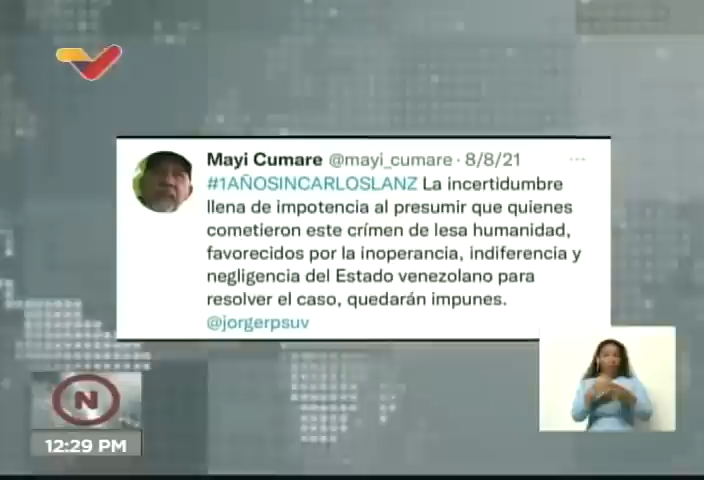 Mayi Cumare @mayi_cumare · 8/8/21
#1AÑOSINCARLOSLANZ La incertidumbre
llena de impotencia al presumir que quienes
cometieron este crímen de lesa humanidad,
favorecidos por la inoperancia, indiferencia y
negligencia del Estado venezolano para
resolver el caso, quedarán impunes.
@jorgerpsuv
N
12:29 PM